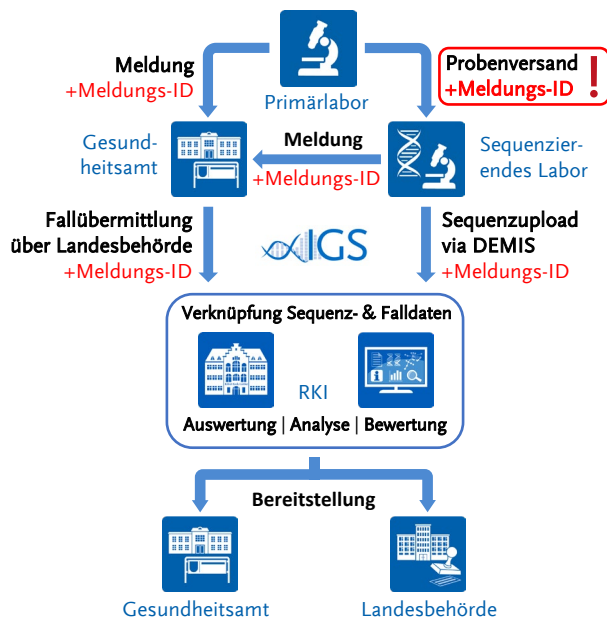 Meldung
+Meldungs-ID
Primärlabor
Probenversand
+Meldungs-ID !
Gesund-
heitsamt
Meldung
+Meldungs-ID
Sequenzier-
endes Labor
Fallübermittlung
über Landesbehörde
+Meldungs-ID
IGS
Sequenzupload
via DEMIS
+Meldungs-ID
Verknüpfung Sequenz- & Falldaten
RKI
Auswertung | Analyse | Bewertung
Bereitstellung
Gesundheitsamt
Landesbehörde